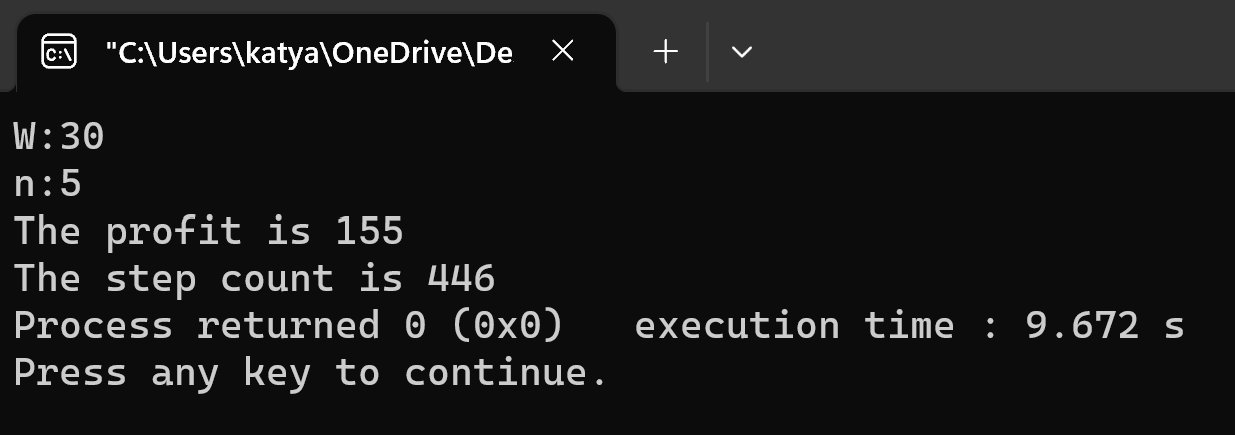 C:\ "C:\Users\katya\OneDrive\De
W:30
n:5
The profit is 155
The step count is 446
Process returned 0 (0x0)   execution time : 9.672 s
Press any key to continue.